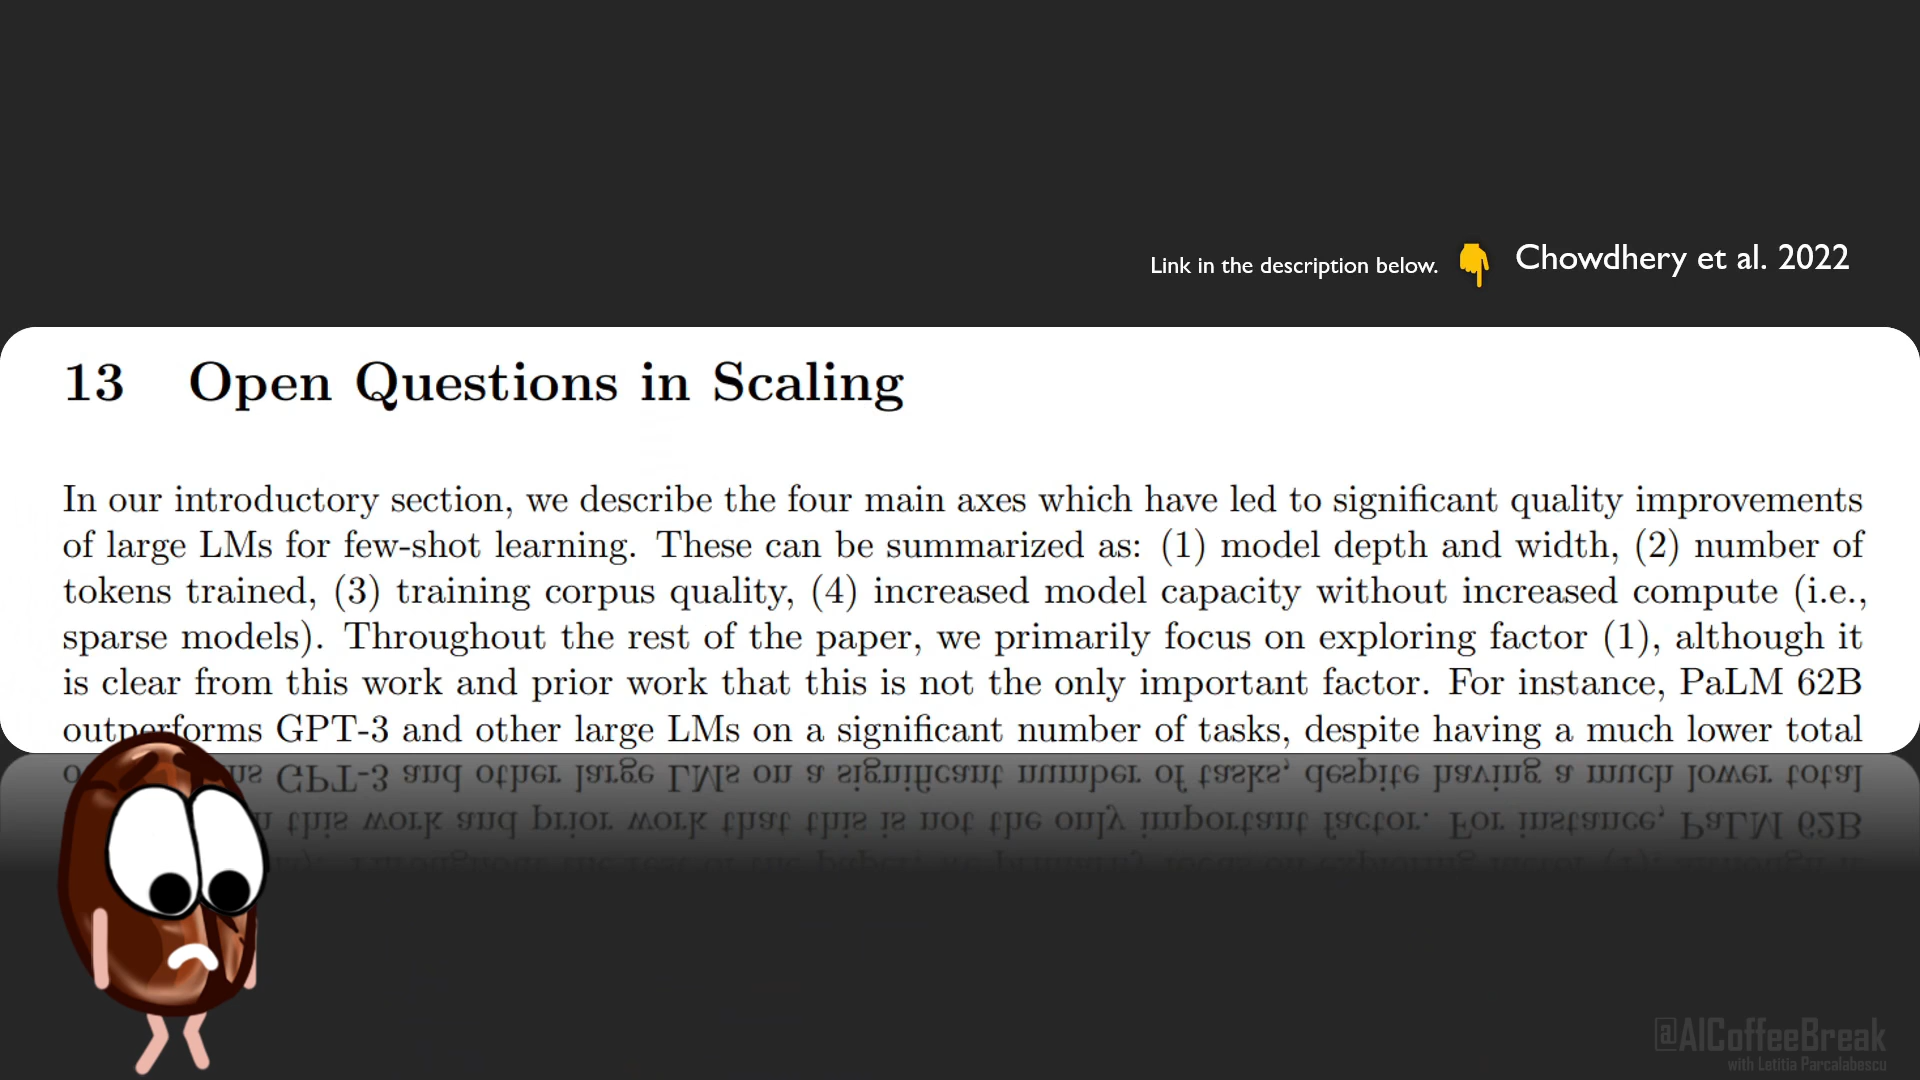 Link in the description below. 👇 Chowdhery et al. 2022
13 Open Questions in Scaling
In our introductory section, we describe the four main axes which have led to significant quality improvements
of large LMs for few-shot learning. These can be summarized as: (1) model depth and width, (2) number of
tokens trained, (3) training corpus quality, (4) increased model capacity without increased compute (i.e.,
sparse models). Throughout the rest of the paper, we primarily focus on exploring factor (1), although it
is clear from this work and prior work that this is not the only important factor. For instance, PaLM 62B
outperforms GPT-3 and other large LMs on a significant number of tasks, despite having a much lower total
@AICoffeeBreak
with Letitia Parcalabescu